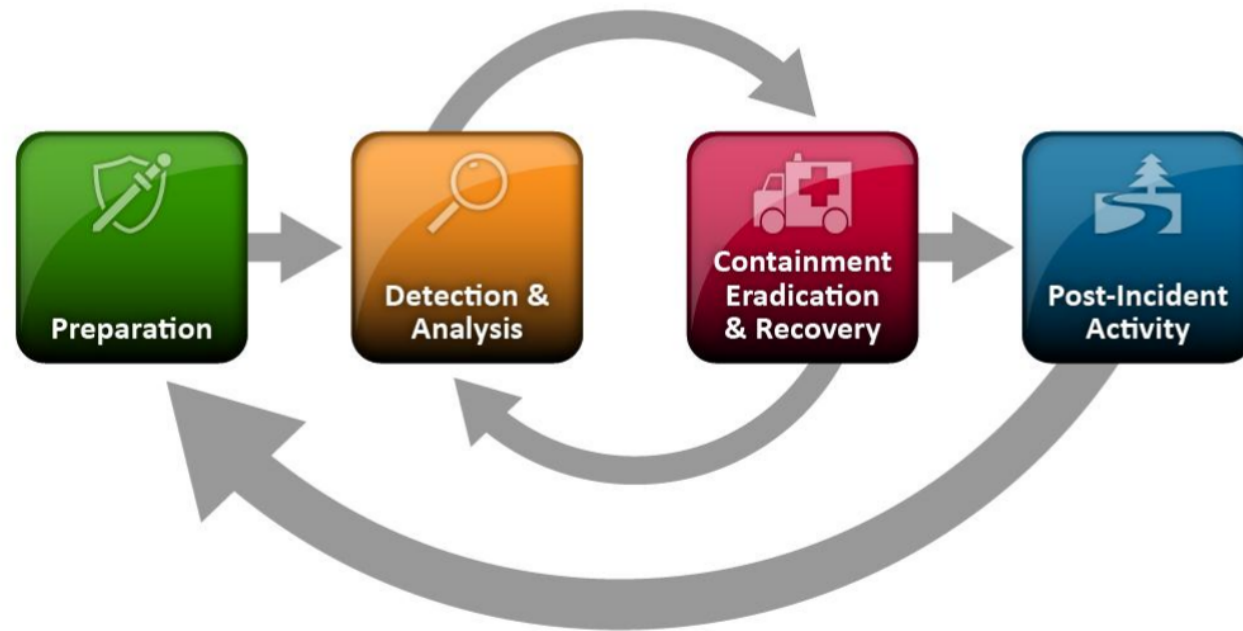 Preparation
Detection &
Analysis
Containment
Eradication
& Recovery
Post-Incident
Activity